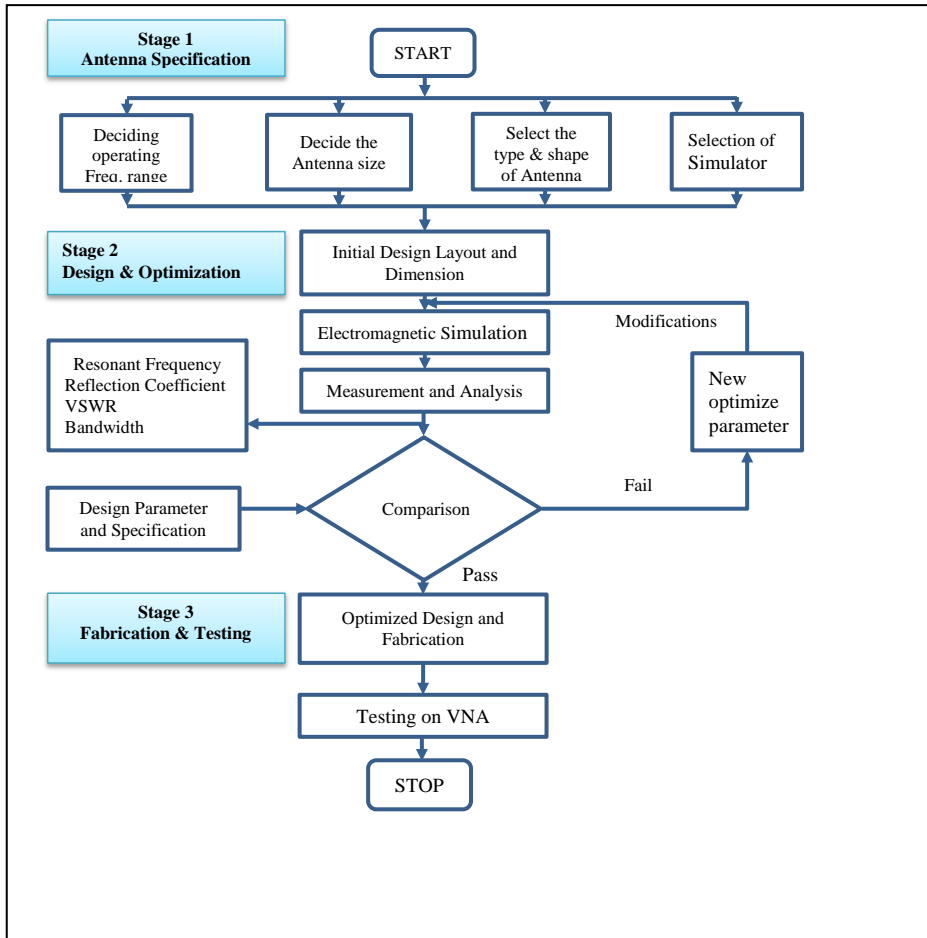 Stage 1
Antenna Specification
START
Deciding
operating
Freq. range
Decide the
Antenna size
Select the
type & shape
of Antenna
Selection of
Simulator
Stage 2
Design & Optimization
Initial Design Layout and
Dimension
Modifications
Electromagnetic Simulation
Resonant Frequency
Reflection Coefficient
VSWR
Bandwidth
Measurement and Analysis
New
optimize
parameter
Fail
Design Parameter
and Specification
Comparison
Pass
Stage 3
Fabrication & Testing
Optimized Design and
Fabrication
Testing on VNA
STOP